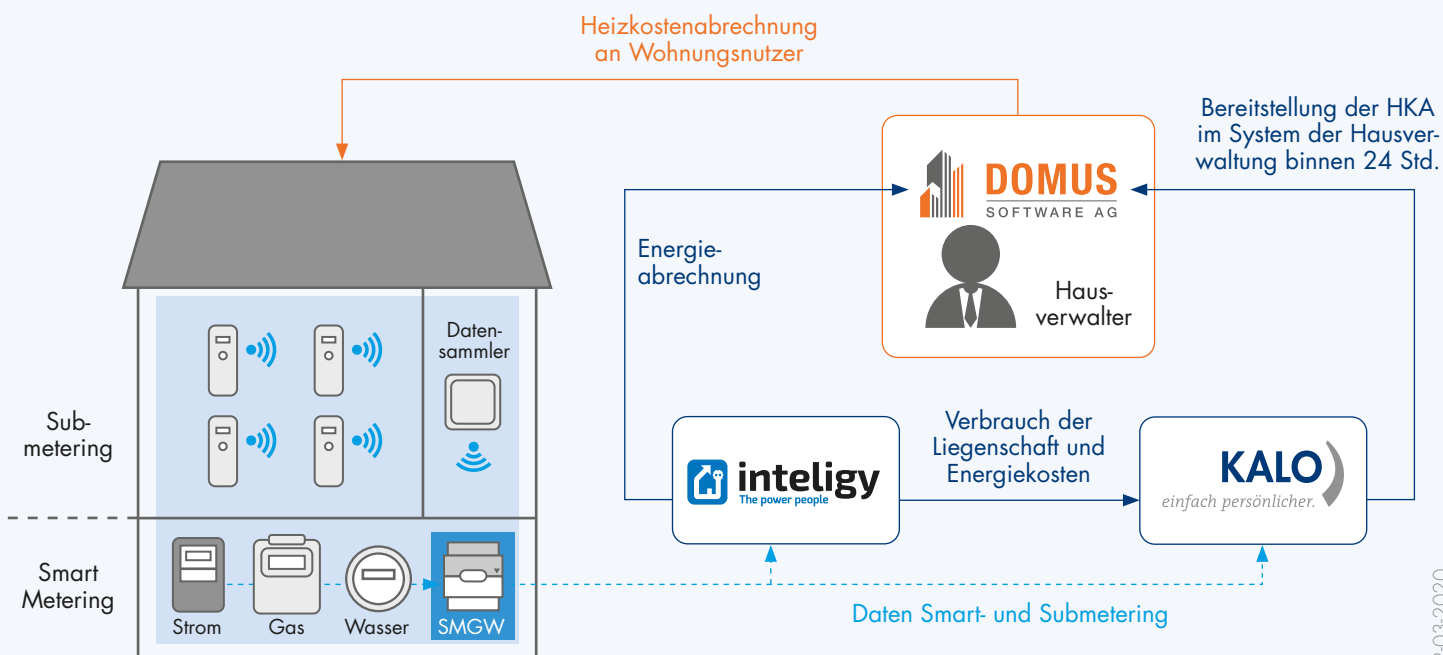 Heizkostenabrechnung
an Wohnungsnutzer
Bereitstellung der HKA
im System der Hausver-
waltung binnen 24 Std.
DOMUS
SOFTWARE AG
Haus-
verwalter
Energie-
abrechnung
Daten-
sammler
Sub-
metering
inteligy
The power people
Verbrauch der
Liegenschaft und
Energiekosten
KALO
einfach persönlicher.
Smart
Metering
Strom
Gas
Wasser
SMGW
Daten Smart- und Submetering
03-2020